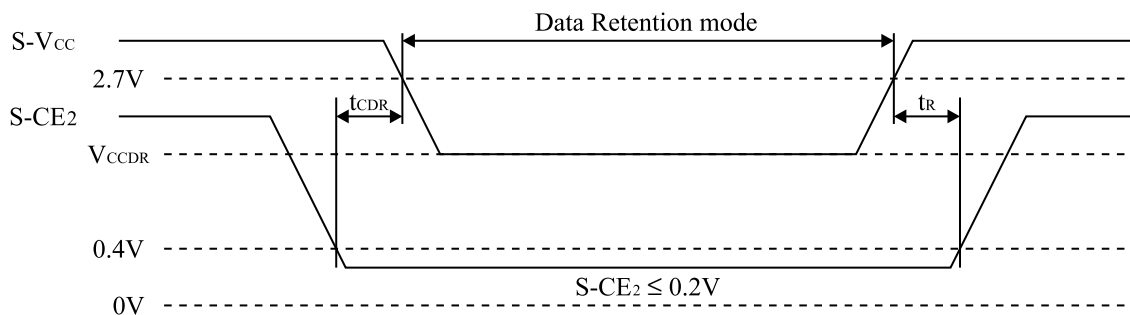 Data Retention mode
S-VCC
2.7V
tCDR
tR
S-CE2
VCCDR
0.4V
S-CE2 ≤ 0.2V
0V